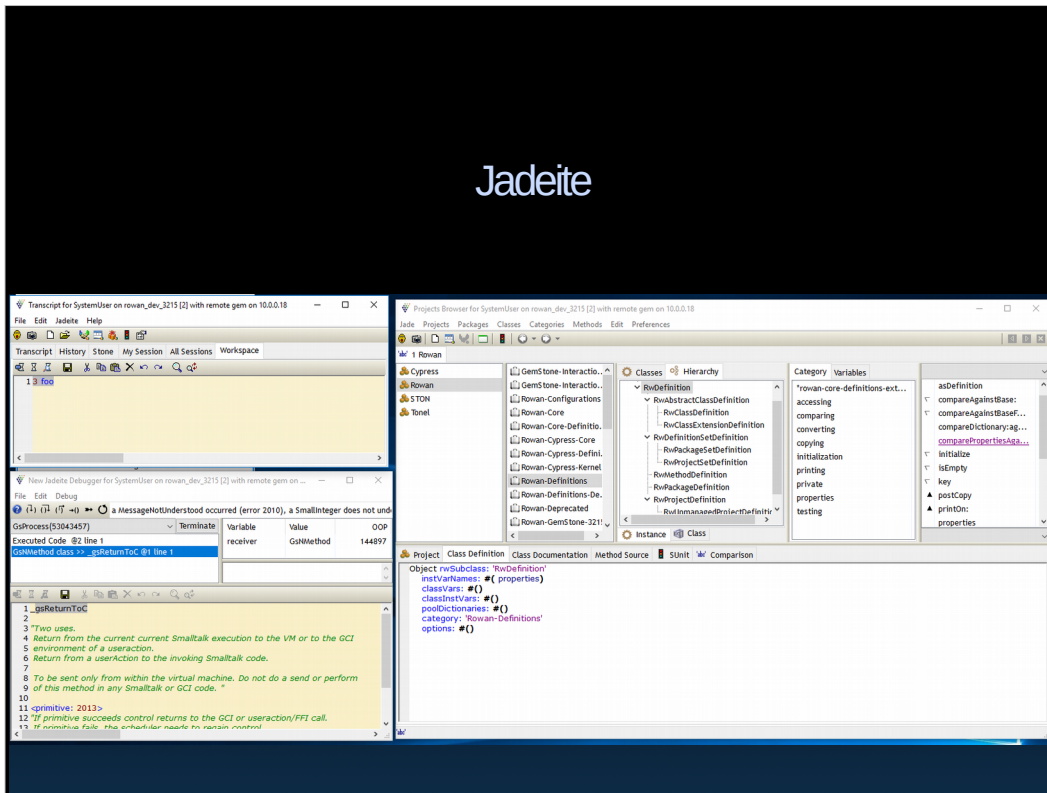 Jadeite
Transcript for SystemUser on rowan_dev_3215 [2] with remote gem on 10.0.0.18
File Edit Jadeite Help
Transcript History Stone My Session All Sessions Workspace
1 3 foo
New Jadeite Debugger for SystemUser on rowan_dev_3215 [2] with remote gem on ...
File Edit Debug
a MessageNotUnderstood occurred (error 2010), a SmallInteger does not unde
GsProcess(53043457) Terminate
Executed Code @2 line 1
GsNMethod class >> _gsReturnToC @1 line 1
Variable Value OOP
receiver GsNMethod 144897
1 _gsReturnToC
2
3 "Two uses.
4 Return from the current current Smalltalk execution to the VM or to the GCI
5 environment of a useraction.
6 Return from a userAction to the invoking Smalltalk code.
7
8 To be sent only from within the virtual machine. Do not do a send or perform
9 of this method in any Smalltalk or GCI code. "
10
11 <primitive: 2013>
12 "If primitive succeeds control returns to the GCI or useraction/FFI call.
13 If primitive fails, the scheduler needs to regain control
Projects Browser for SystemUser on rowan_dev_3215 [2] with remote gem on 10.0.0.18
Jade Projects Packages Classes Categories Methods Edit Preferences
1 Rowan
Cypress
Rowan
STON
Tonel
GemStone-Interactio...
GemStone-Interactio...
Rowan-Configurations
Rowan-Core
Rowan-Core-Definitio...
Rowan-Cypress-Core
Rowan-Cypress-Defini...
Rowan-Cypress-Kernel
Rowan-Definitions
Rowan-Definitions-De...
Rowan-Deprecated
Rowan-GemStone-321!
Classes Hierarchy
RwDefinition
RwAbstractClassDefinition
RwClassDefinition
RwClassExtensionDefinition
RwDefinitionSetDefinition
RwPackageSetDefinition
RwProjectSetDefinition
RwMethodDefinition
RwPackageDefinition
RwProjectDefinition
RwUnmanagedProjectDefinitir
Instance Class
Category Variables
*rowan-core-definitions-ext...
accessing
comparing
converting
copying
initialization
printing
private
properties
testing
asDefinition
compareAgainstBase:
compareAgainstBaseF...
compareDictionary:ag...
comparePropertiesAga...
initialize
isEmpty
key
postCopy
printOn:
properties
Project Class Definition Class Documentation Method Source SUnit Comparison
Object rwSubclass: 'RwDefinition'
instVarNames: #( properties)
classVars: #()
classInstVars: #()
poolDictionaries: #()
category: 'Rowan-Definitions'
options: #()